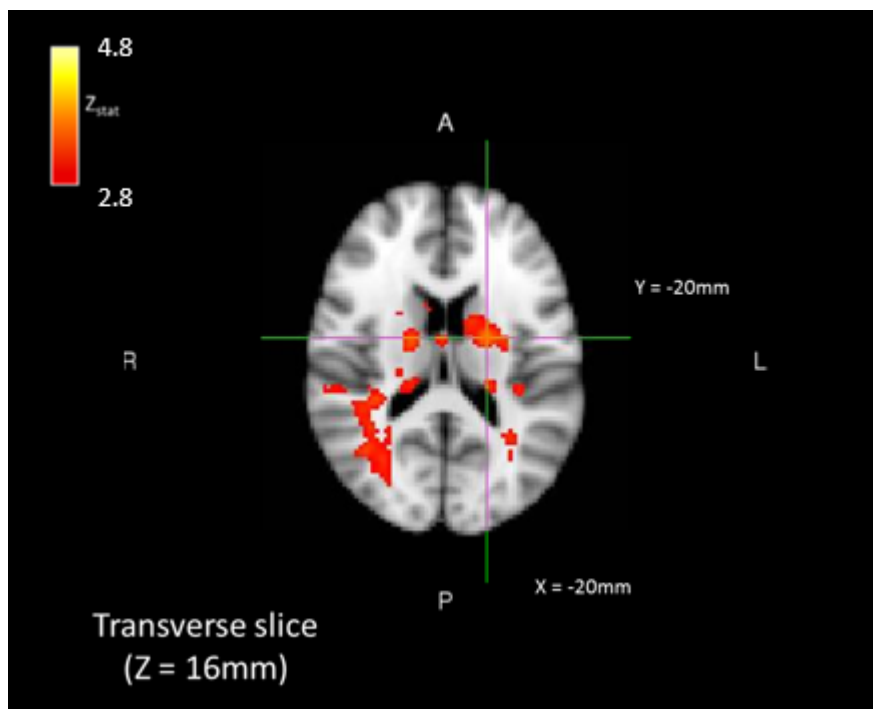 4.8
Zstat
2.8
A
Y = -20mm
R
L
X = -20mm
P
Transverse slice
(Z = 16mm)